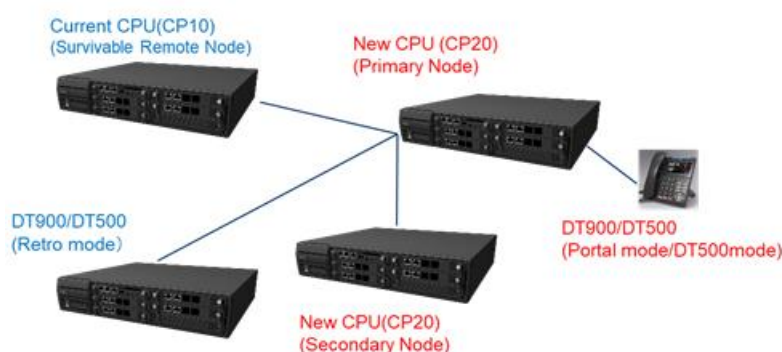 Current CPU(CP10)
(Survivable Remote Node)
New CPU (CP20)
(Primary Node)
DT900/DT500
(Retro mode)
DT900/DT500
(Portal mode/DT500mode)
New CPU(CP20)
(Secondary Node)